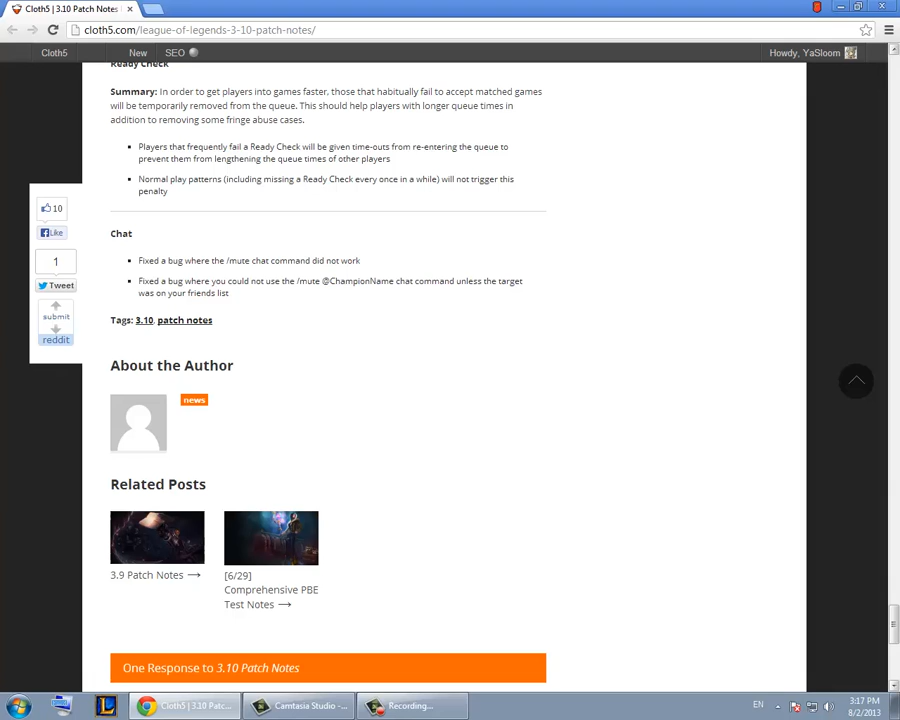 Cloth5 | 3.10 Patch Notes
cloth5.com/league-of-legends-3-10-patch-notes/
Cloth5 New SEO Howdy, YaSloom
Ready Check
Summary: In order to get players into games faster, those that habitually fail to accept matched games
will be temporarily removed from the queue. This should help players with longer queue times in
addition to removing some fringe abuse cases.
Players that frequently fail a Ready Check will be given time-outs from re-entering the queue to
prevent them from lengthening the queue times of other players
Normal play patterns (including missing a Ready Check every once in a while) will not trigger this
penalty
10
Like
1
Tweet
submit
reddit
Chat
Fixed a bug where the /mute chat command did not work
Fixed a bug where you could not use the /mute @ChampionName chat command unless the target
was on your friends list
Tags: 3.10, patch notes
About the Author
news
Related Posts
3.9 Patch Notes →
[6/29]
Comprehensive PBE
Test Notes →
One Response to 3.10 Patch Notes
L
Cloth5 | 3.10 Patc...
Camtasia Studio -...
Recording...
EN
3:17 PM
8/2/2013